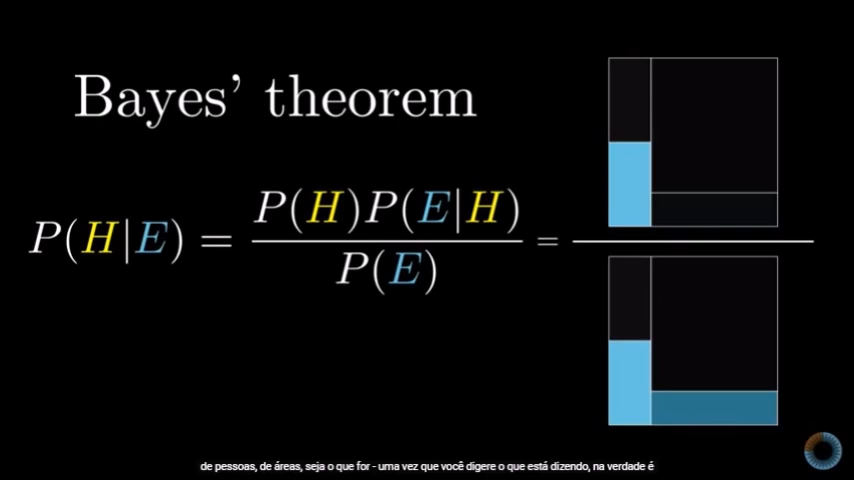 Bayes’ theorem
P(H|E) = P(H)P(E|H) / P(E) =
de pessoas, de áreas, seja o que for - uma vez que você digere o que está dizendo, na verdade é